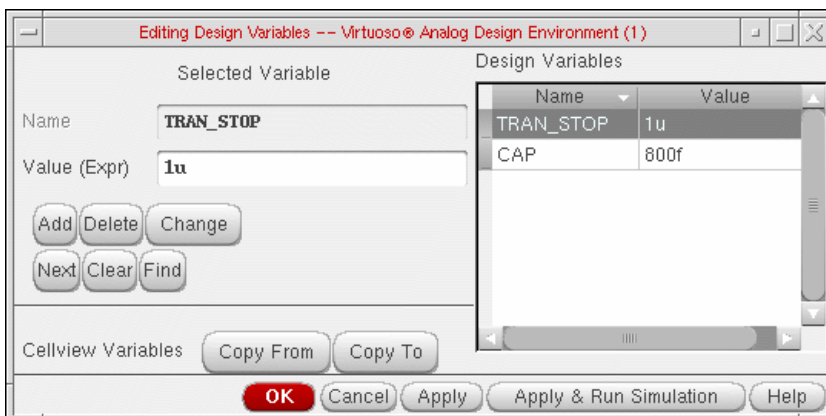 Editing Design Variables -- Virtuoso® Analog Design Environment (1)
Selected Variable
Name TRAN_STOP
Value (Expr) 1u
Add Delete Change
Next Clear Find
Cellview Variables Copy From Copy To
Design Variables
Name Value
TRAN_STOP 1u
CAP 800f
OK Cancel Apply Apply & Run Simulation Help